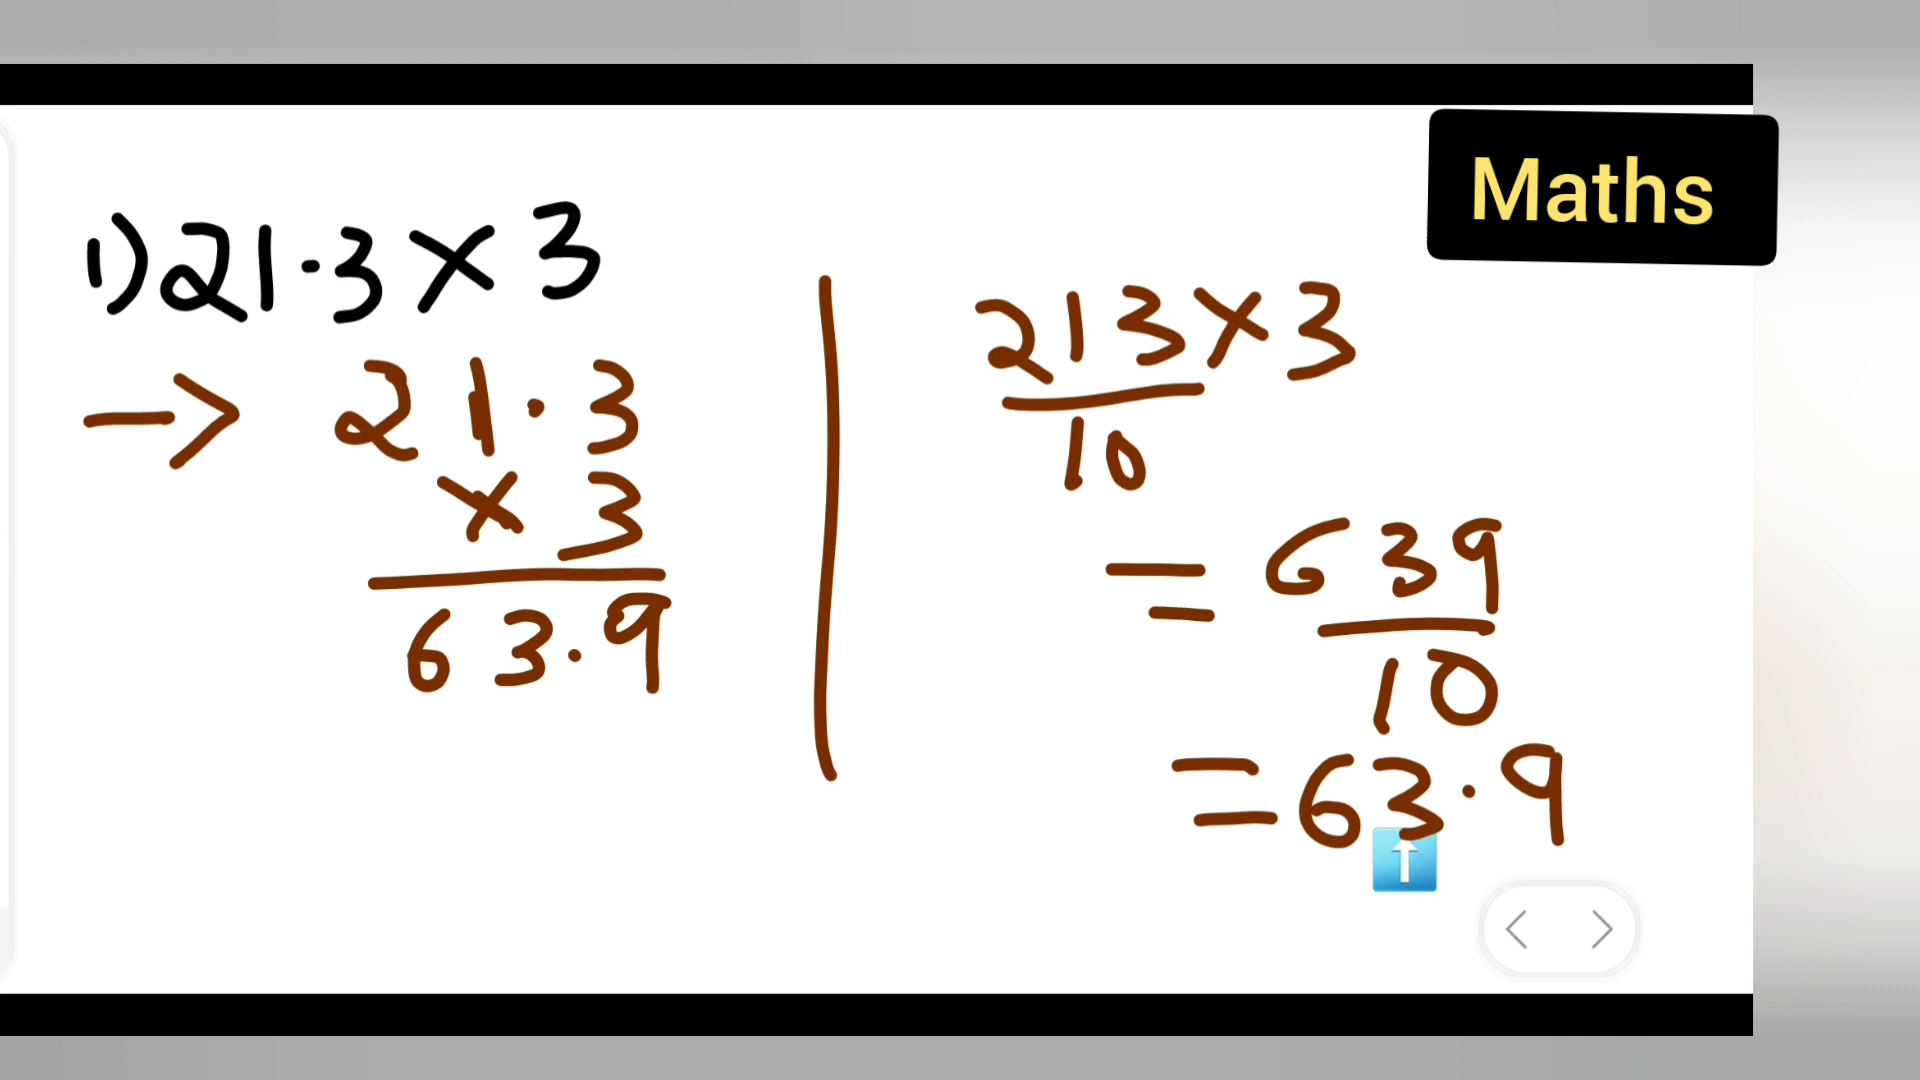 Maths
1) 21·3 × 3
→ 21·3
× 3
63·9
213 × 3
10
= 639
10
= 63·9